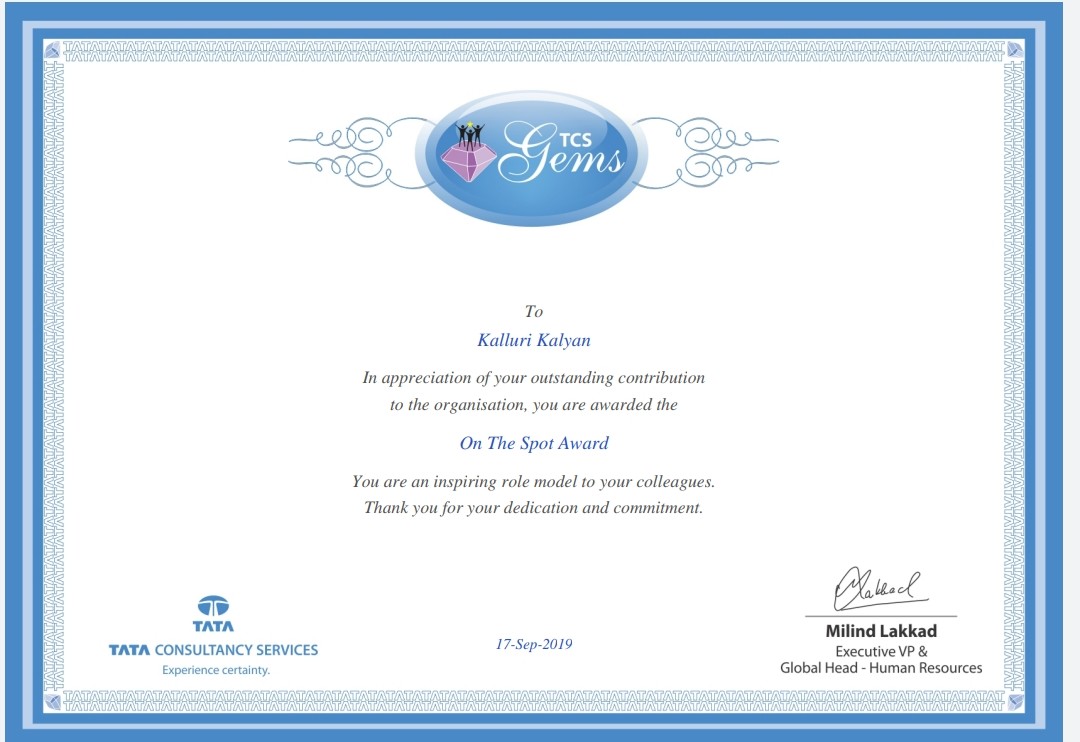 TCS
Gems
To
Kalluri Kalyan
In appreciation of your outstanding contribution
to the organisation, you are awarded the
On The Spot Award
You are an inspiring role model to your colleagues.
Thank you for your dedication and commitment.
TATA
TATA CONSULTANCY SERVICES
Experience certainty.
17-Sep-2019
Milind Lakkad
Executive VP &
Global Head - Human Resources